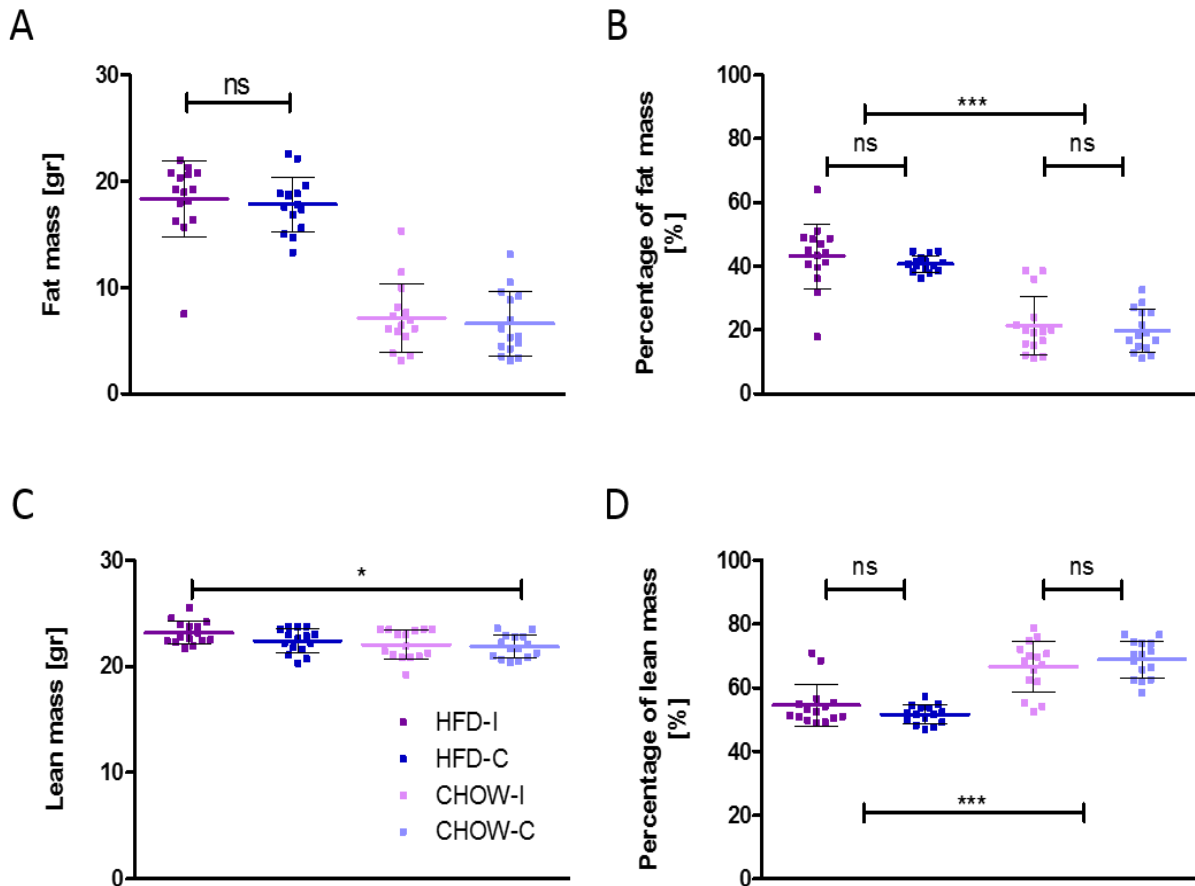 A
Fat mass [gr]
30
20
10
0
ns
B
Percentage of fat mass
[%]
100
80
60
40
20
0
***
ns
ns
C
Lean mass [gr]
30
20
10
0
*
HFD-I
HFD-C
CHOW-I
CHOW-C
D
Percentage of lean mass
[%]
100
80
60
40
20
0
ns
ns
***